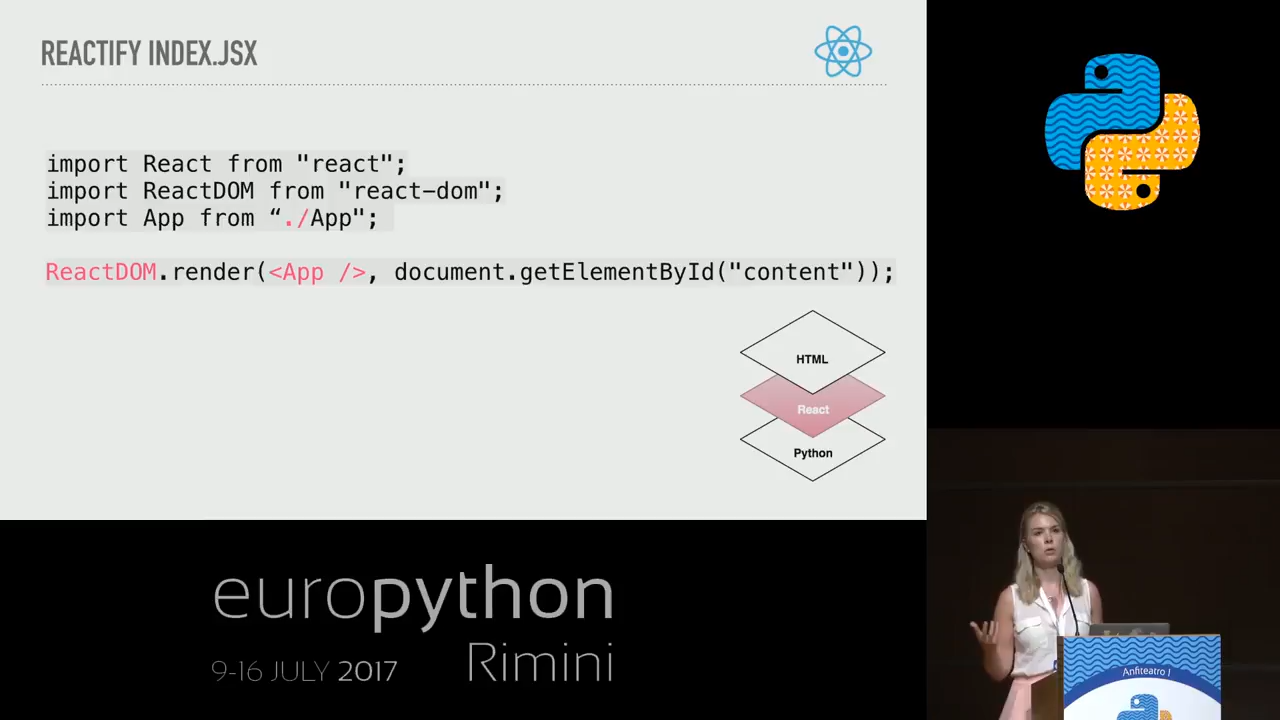 REACTIFY INDEX.JSX
import React from "react";
import ReactDOM from "react-dom";
import App from “./App";
ReactDOM.render(<App />, document.getElementById("content"));
HTML
React
Python
europython
9-16 JULY 2017
Rimini
Anfiteatro 1